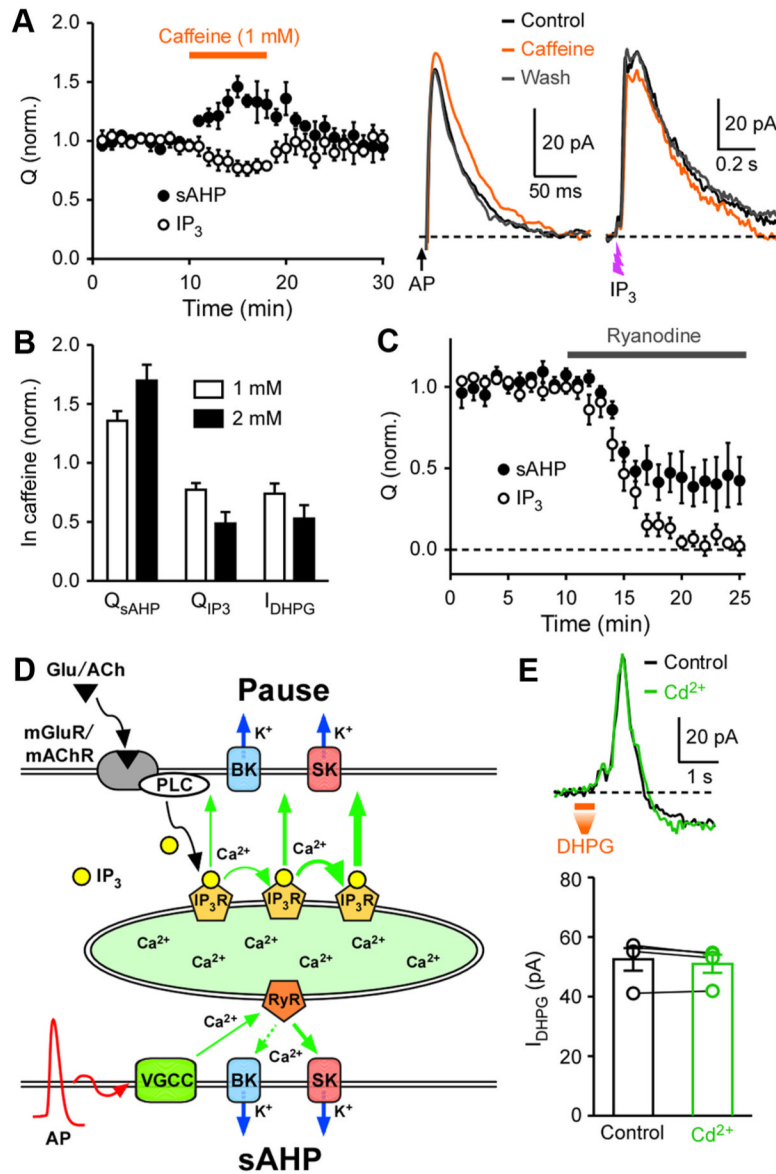 A
Caffeine (1 mM)
Q (norm.)
2.0
1.5
1.0
0.5
0.0
sAHP
IP3
0
10
20
30
Time (min)
Control
Caffeine
Wash
20 pA
50 ms
AP
20 pA
0.2 s
IP3
B
In caffeine (norm.)
2.0
1.5
1.0
0.5
0.0
1 mM
2 mM
QsAHP
QIP3
IDHPG
C
Ryanodine
Q (norm.)
1.0
0.5
0.0
sAHP
IP3
0
5
10
15
20
25
Time (min)
D
Glu/ACh
Pause
mGluR/
mAChR
K+
K+
BK
SK
PLC
Ca2+
Ca2+
IP3
IP3R
IP3R
IP3R
Ca2+
Ca2+
Ca2+
Ca2+
Ca2+
Ca2+
Ca2+
Ca2+
RyR
Ca2+
Ca2+
VGCC
BK
SK
K+
K+
AP
sAHP
E
Control
Cd2+
20 pA
1 s
DHPG
IDHPG (pA)
80
60
40
20
0
Control
Cd2+